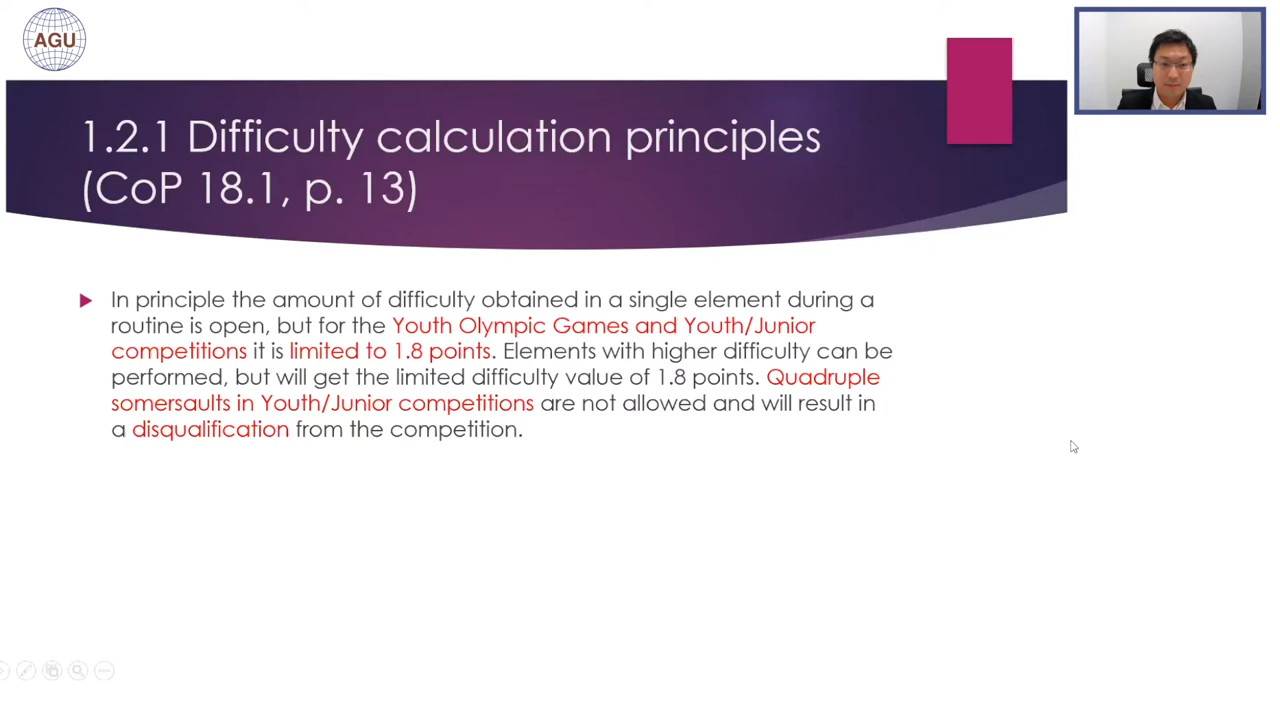 AGU
1.2.1 Difficulty calculation principles
(CoP 18.1, p. 13)
In principle the amount of difficulty obtained in a single element during a
routine is open, but for the Youth Olympic Games and Youth/Junior
competitions it is limited to 1.8 points. Elements with higher difficulty can be
performed, but will get the limited difficulty value of 1.8 points. Quadruple
somersaults in Youth/Junior competitions are not allowed and will result in
a disqualification from the competition.